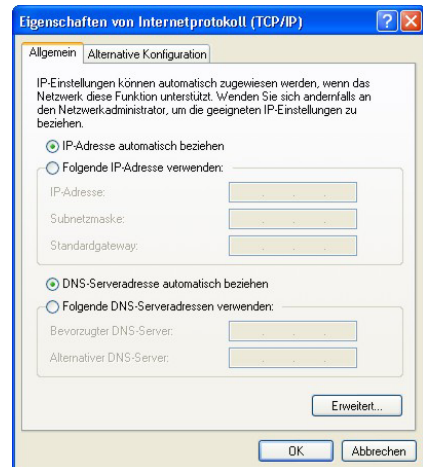 Eigenschaften von Internetprotokoll (TCP/IP)
Allgemein Alternative Konfiguration
IP-Einstellungen können automatisch zugewiesen werden, wenn das
Netzwerk diese Funktion unterstützt. Wenden Sie sich andernfalls an
den Netzwerkadministrator, um die geeigneten IP-Einstellungen zu
beziehen.
IP-Adresse automatisch beziehen
Folgende IP-Adresse verwenden:
IP-Adresse:
Subnetzmaske:
Standardgateway:
DNS-Serveradresse automatisch beziehen
Folgende DNS-Serveradressen verwenden:
Bevorzugter DNS-Server:
Alternativer DNS-Server:
Erweitert...
OK Abbrechen